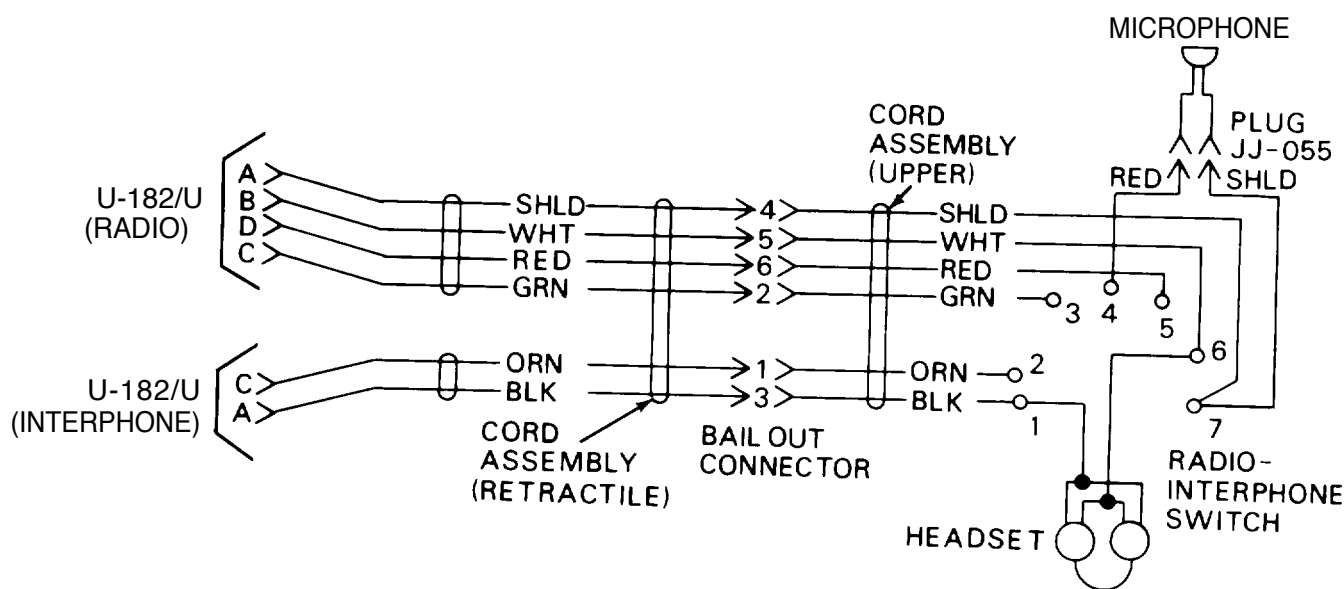 MICROPHONE
CORD
ASSEMBLY
(UPPER)
PLUG
JJ-055
RED
SHLD
U-182/U
(RADIO)
A
B
D
C
SHLD
WHT
RED
GRN
4
5
6
2
SHLD
WHT
RED
GRN
3
4
5
6
7
U-182/U
(INTERPHONE)
C
A
ORN
BLK
1
3
ORN
BLK
2
1
CORD
ASSEMBLY
(RETRACTILE)
BAIL OUT
CONNECTOR
RADIO-
INTERPHONE
SWITCH
HEADSET